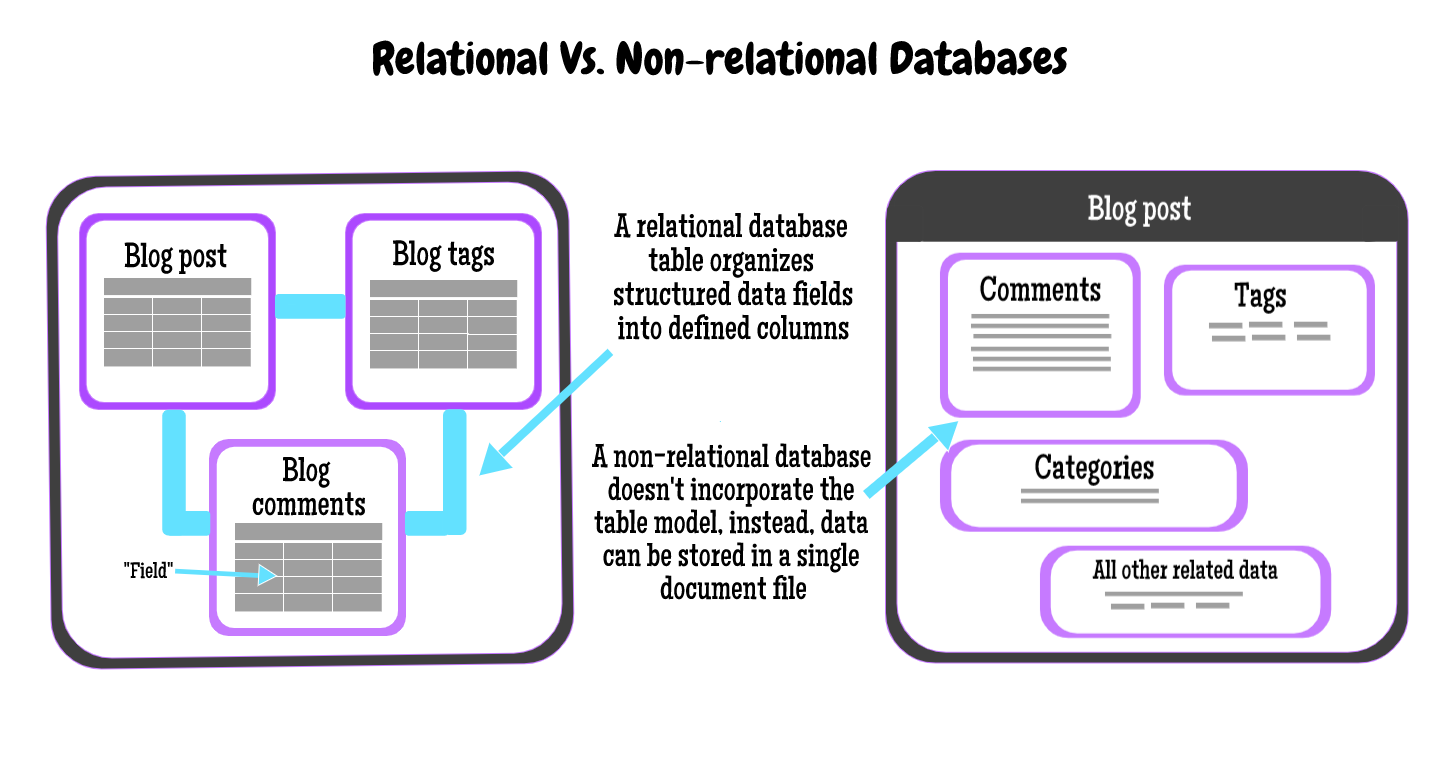 Relational Vs. Non-relational Databases
Blog post
Blog tags
Blog
comments
"Field"
A relational database
table organizes
structured data fields
into defined columns
A non-relational database
doesn't incorporate the
table model, instead, data
can be stored in a single
document file
Blog post
Comments
Tags
Categories
All other related data